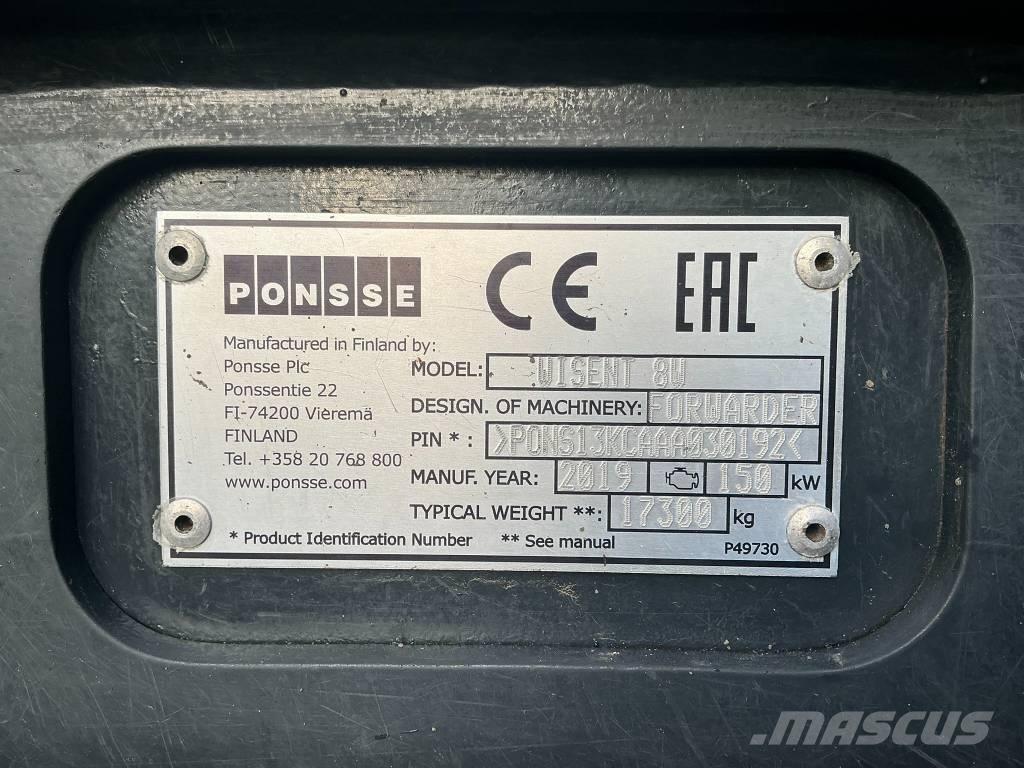 PONSSE CE EAC
Manufactured in Finland by:
Ponsse Plc
Ponssentie 22
FI-74200 Vieremä
FINLAND
Tel. +358 20 768 800
www.ponsse.com
MODEL: WISENT 8W
DESIGN. OF MACHINERY: FORWARDER
PIN * : >PONS13KCAAA030192<
MANUF. YEAR: 2019 150 kW
TYPICAL WEIGHT **: 17300 kg
* Product Identification Number ** See manual P49730
MASCUS